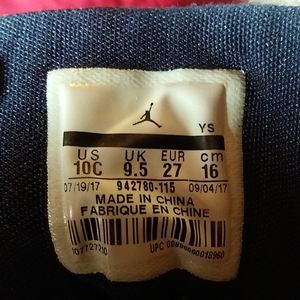 YS
US UK EUR cm
10C 9.5 27 16
07/19/17 942780-115 09/04/17
MADE IN CHINA
FABRIQUE EN CHINE
UPC